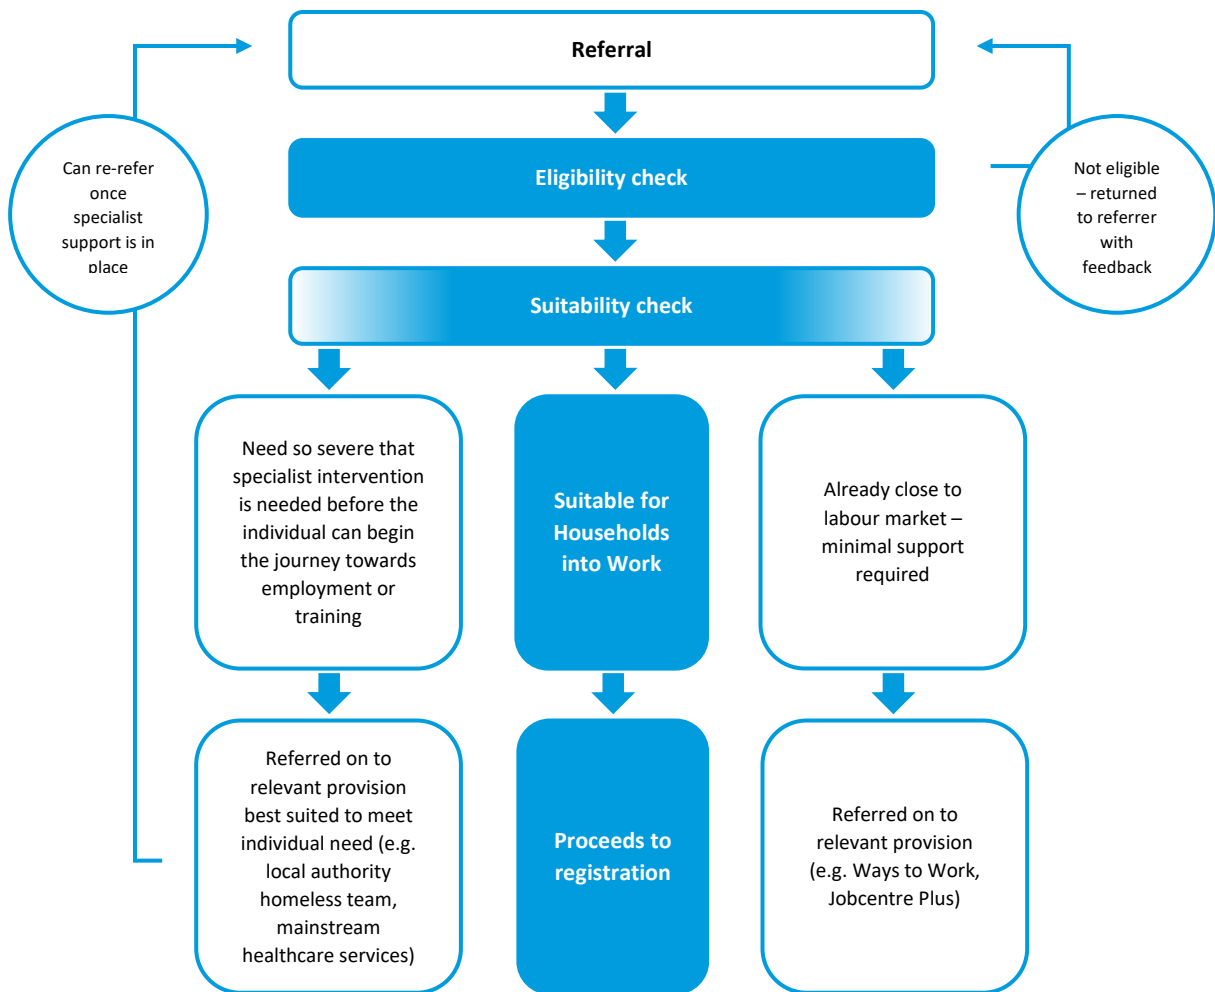 Referral
Can re-refer
once
specialist
support is in
place
Eligibility check
Not eligible
– returned
to referrer
with
feedback
Suitability check
Need so severe that
specialist intervention
is needed before the
individual can begin
the journey towards
employment or
training
Suitable for
Households
into Work
Already close to
labour market –
minimal support
required
Referred on to
relevant provision
best suited to meet
individual need (e.g.
local authority
homeless team,
mainstream
healthcare services)
Proceeds to
registration
Referred on to
relevant provision
(e.g. Ways to Work,
Jobcentre Plus)